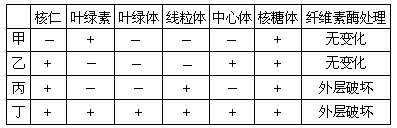 核仁 叶绿素 叶绿体 线粒体 中心体 核糖体 纤维素酶处理
甲 － ＋ － － － ＋ 无变化
乙 ＋ － － － ＋ ＋ 无变化
丙 ＋ － － ＋ － ＋ 外层破坏
丁 ＋ ＋ ＋ ＋ ＋ ＋ 外层破坏